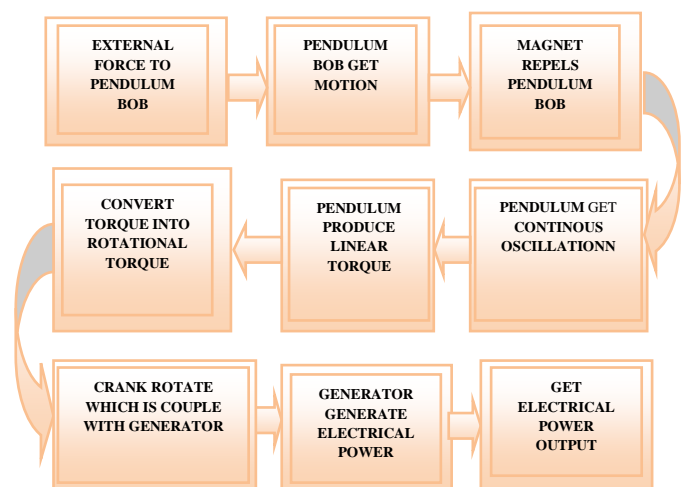 EXTERNAL
FORCE TO
PENDULUM
BOB
PENDULUM
BOB GET
MOTION
MAGNET
REPELS
PENDULUM
BOB
PENDULUM GET
CONTINOUS
OSCILLATIONN
PENDULUM
PRODUCE
LINEAR
TORQUE
CONVERT
TORQUE INTO
ROTATIONAL
TORQUE
CRANK ROTATE
WHICH IS COUPLE
WITH GENERATOR
GENERATOR
GENERATE
ELECTRICAL
POWER
GET
ELECTRICAL
POWER
OUTPUT